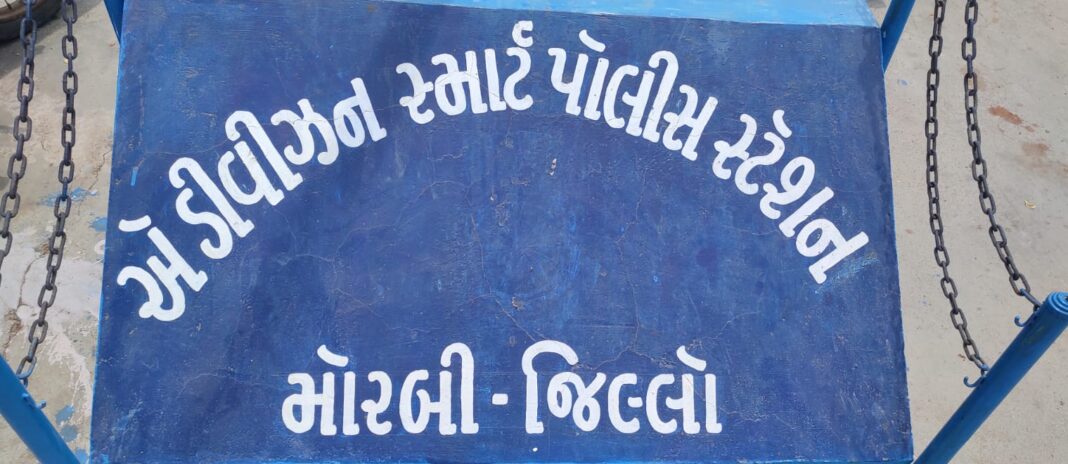 ઍ ડીવીઝન સ્માર્ટ પૉલીસ સ્ટૅશન
મૉરબી - જિલ્લૉ